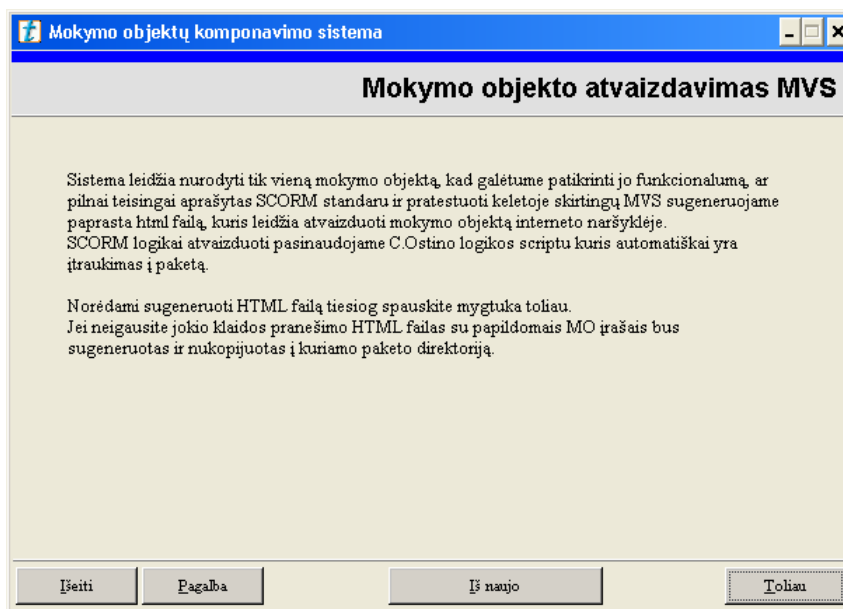 Mokymo objektų komponavimo sistema
Mokymo objekto atvaizdavimas MVS
Sistema leidžia nurodyti tik vieną mokymo objektą, kad galėtume patikrinti jo funkcionalumą, ar
pilnai teisingai aprašytas SCORM standaru ir pratestuoti keletoje skirtingų MVS sugeneruojame
paprasta html failą, kuris leidžia atvaizduoti mokymo objektą interneto naršyklėje.
SCORM logikai atvaizduoti pasinaudojame C.Ostino logikos scriptu kuris automatiškai yra
įtraukimas į paketą.
Norėdami sugeneruoti HTML failą tiesiog spauskite mygtuka toliau.
Jei neigausite jokio klaidos pranešimo HTML failas su papildomais MO įrašais bus
sugeneruotas ir nukopijuotas į kuriamo paketo direktoriją.
Išeiti Pagalba Iš naujo Toliau